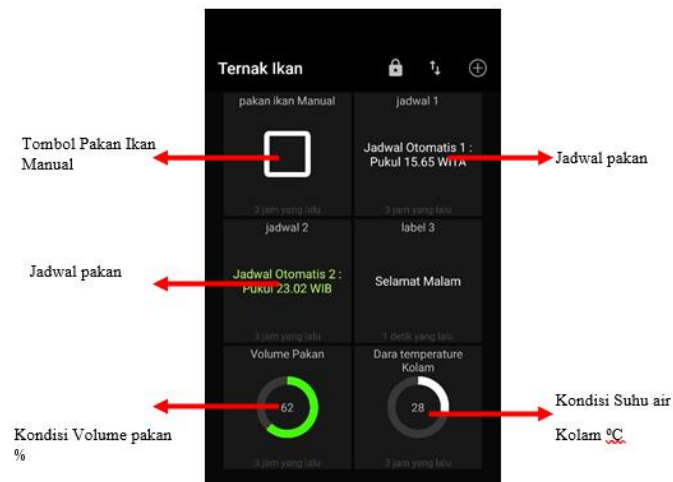 Ternak Ikan
pakan ikan Manual
jadwal 1
Tombol Pakan Ikan
Manual
Jadwal Otomatis 1 :
Pukul 15.65 WITA
Jadwal pakan
3 jam yang lalu
3 jam yang lalu
jadwal 2
label 3
Jadwal pakan
Jadwal Otomatis 2 :
Pukul 23.02 WIB
Selamat Malam
3 jam yang lalu
1 detik yang lalu
Volume Pakan
Dara temperature
Kolam
62
28
Kondisi Volume pakan
%
Kondisi Suhu air
Kolam ºC
3 jam yang lalu
3 jam yang lalu